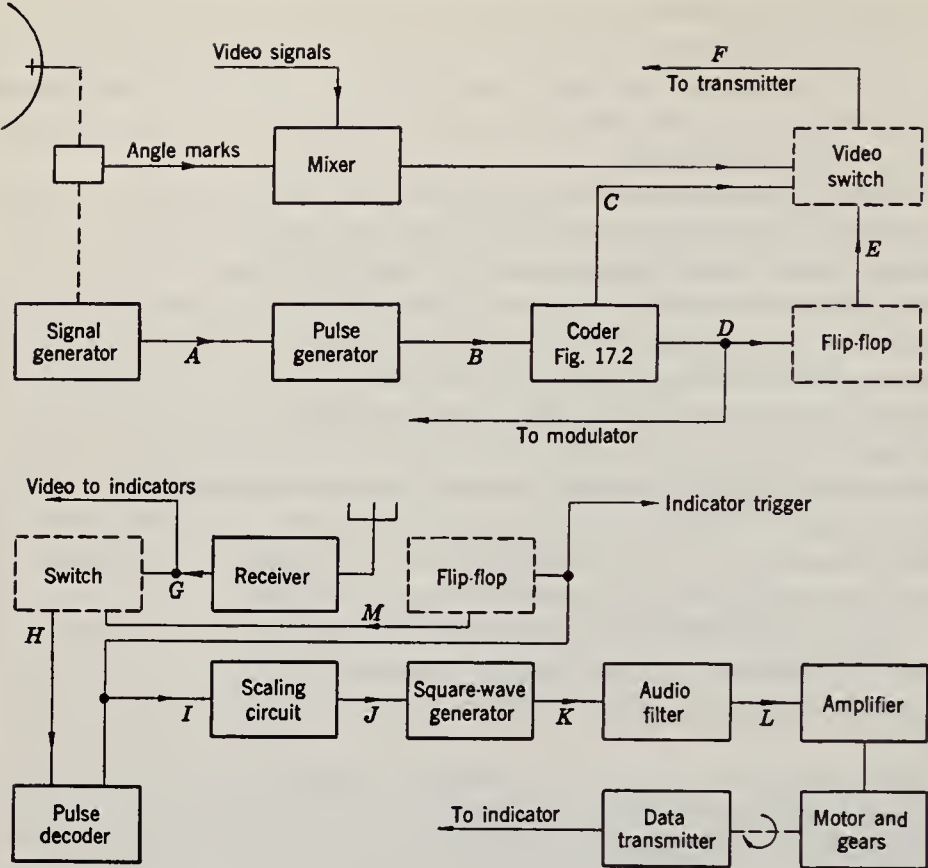 Video signals
F
To transmitter
Angle marks
Mixer
Video
switch
C
E
Signal
generator
A
Pulse
generator
B
Coder
Fig. 17.2
D
Flip-flop
To modulator
Video to indicators
Indicator trigger
Switch
G
Receiver
Flip-flop
M
H
I
Scaling
circuit
J
Square-wave
generator
K
Audio
filter
L
Amplifier
Pulse
decoder
To indicator
Data
transmitter
Motor and
gears